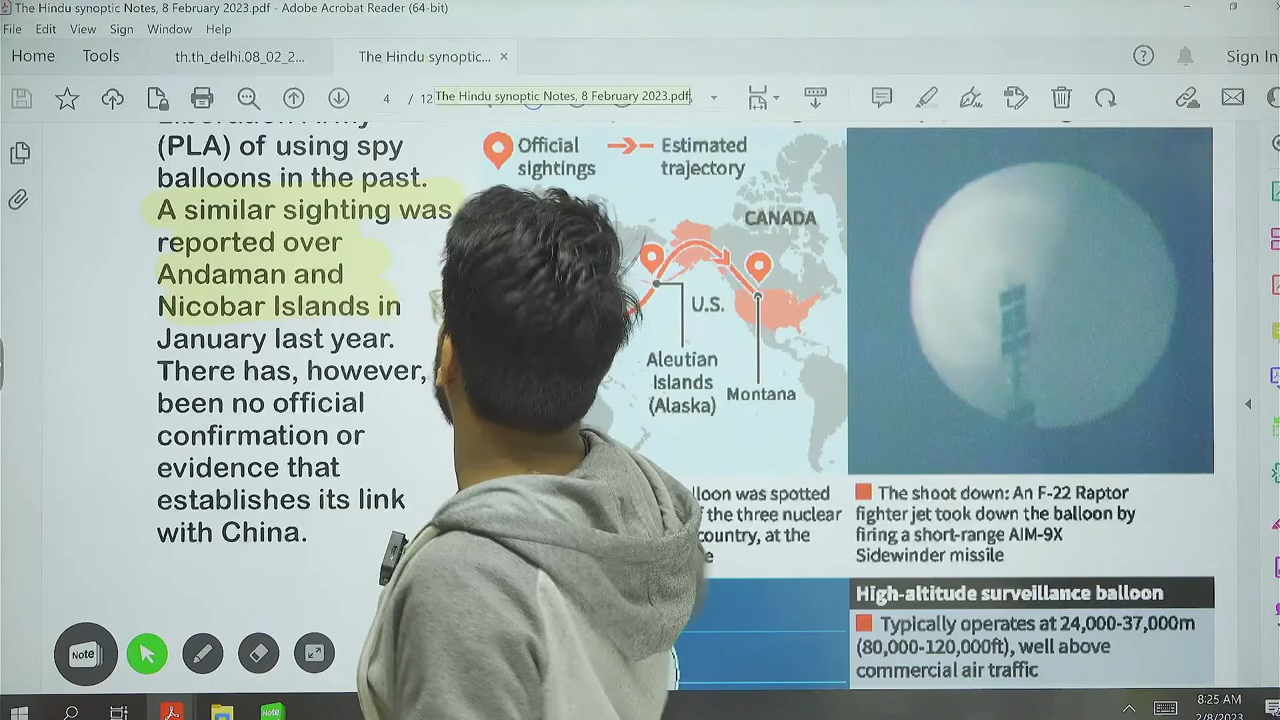 The Hindu synoptic Notes, 8 February 2023.pdf - Adobe Acrobat Reader (64-bit)
File Edit View Sign Window Help
Home Tools th.th_delhi.08_02_2... The Hindu synoptic... × Sign In
4 / 12 The Hindu synoptic Notes, 8 February 2023.pdf
(PLA) of using spy
balloons in the past.
A similar sighting was
reported over
Andaman and
Nicobar Islands in
January last year.
There has, however,
been no official
confirmation or
evidence that
establishes its link
with China.
Official
sightings
Estimated
trajectory
CANADA
U.S.
Aleutian
Islands
(Alaska)
Montana
was spotted
the three nuclear
country, at the
The shoot down: An F-22 Raptor
fighter jet took down the balloon by
firing a short-range AIM-9X
Sidewinder missile
High-altitude surveillance balloon
Typically operates at 24,000-37,000m
(80,000-120,000ft), well above
commercial air traffic
Note
Note
8:25 AM
2/8/2023